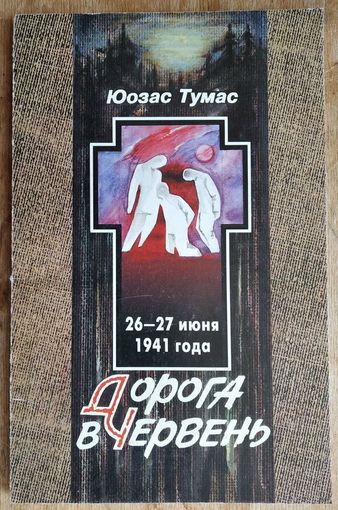 Юозас Тумас
26–27 июня
1941 года
Дорога
в Червень